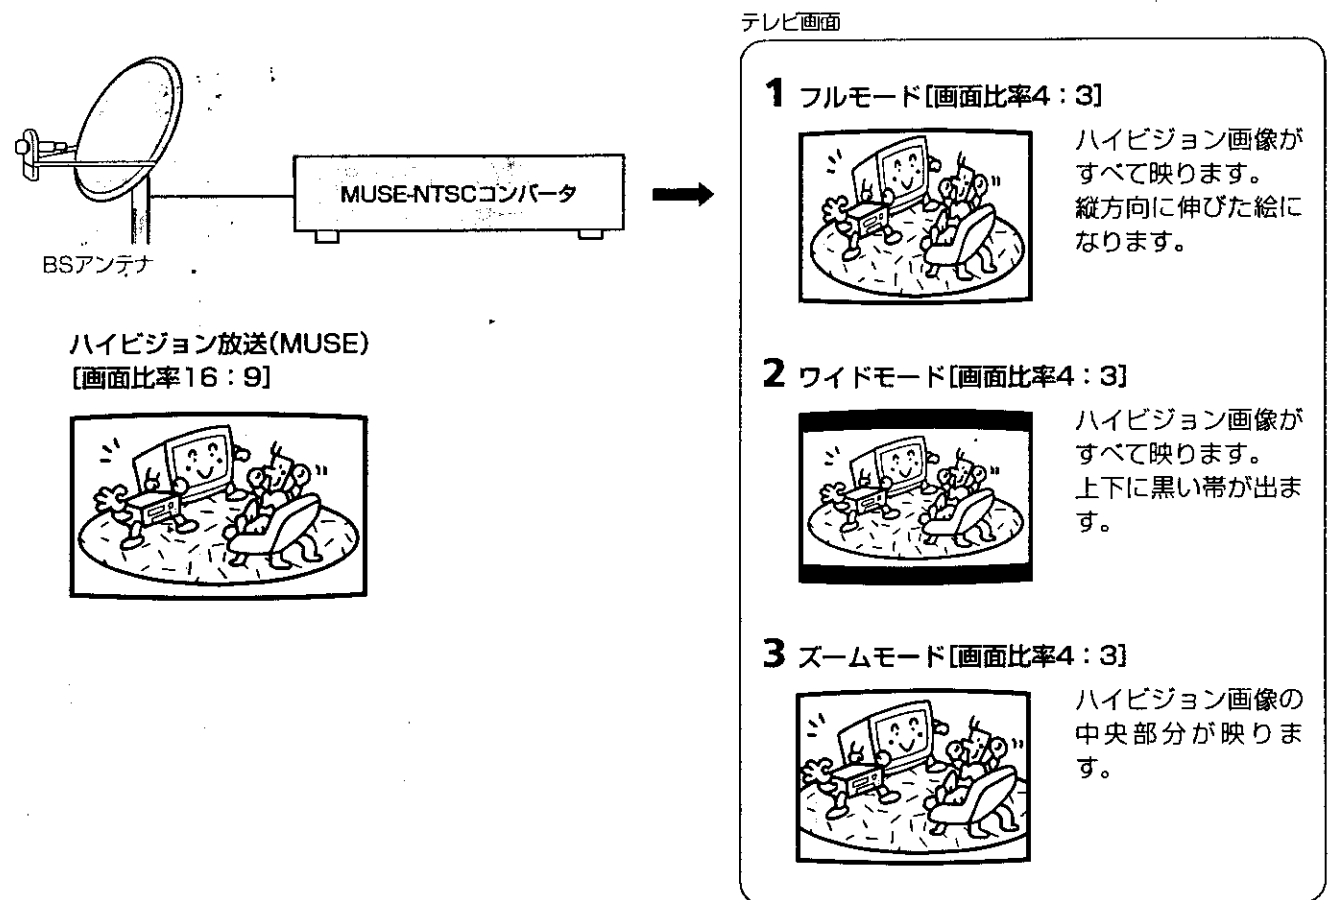 BSアンテナ
MUSE-NTSCコンバータ
ハイビジョン放送(MUSE)
[画面比率16：9]
テレビ画面
1 フルモード[画面比率4：3]
ハイビジョン画像が
すべて映ります。
縦方向に伸びた絵に
なります。
2 ワイドモード[画面比率4：3]
ハイビジョン画像が
すべて映ります。
上下に黒い帯が出ま
す。
3 ズームモード[画面比率4：3]
ハイビジョン画像の
中央部分が映りま
す。